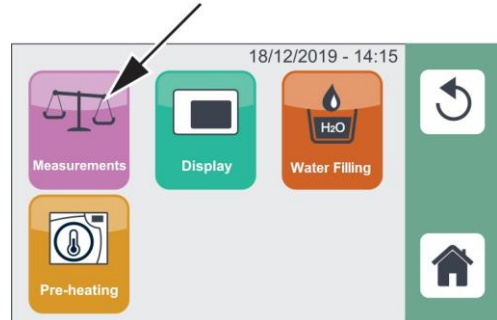 18/12/2019 - 14:15
Measurements
Display
H2O
Water Filling
Pre-heating